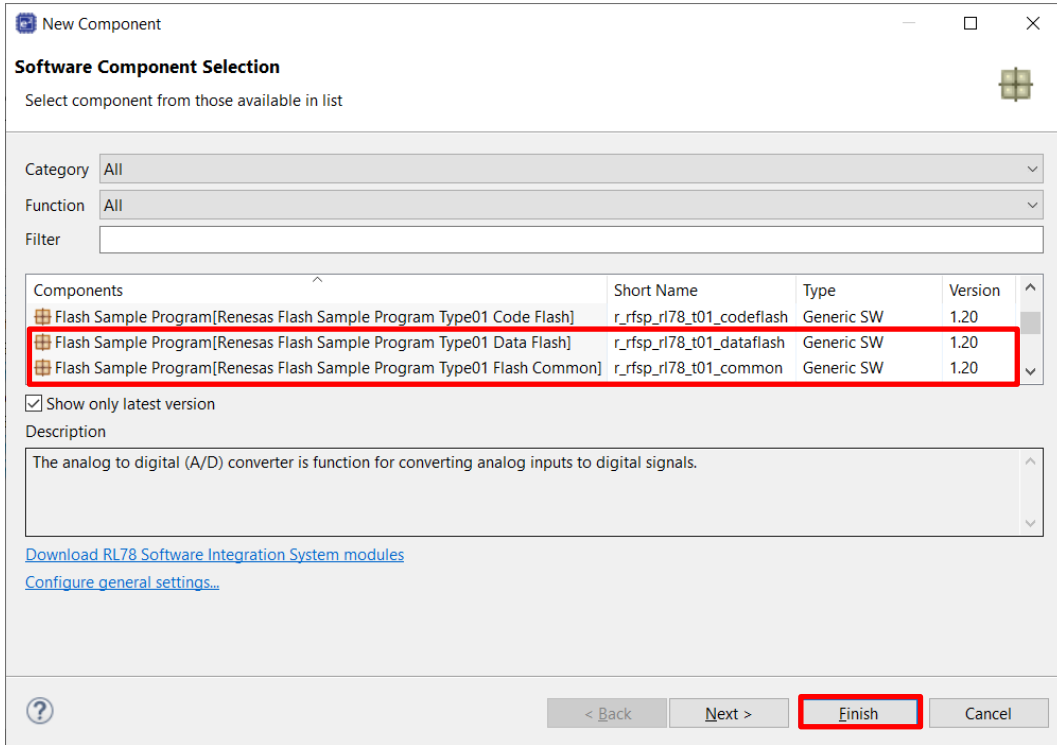 New Component
Software Component Selection
Select component from those available in list
Category All
Function All
Filter
Components Short Name Type Version
Flash Sample Program[Renesas Flash Sample Program Type01 Code Flash] r_rfsp_rl78_t01_codeflash Generic SW 1.20
Flash Sample Program[Renesas Flash Sample Program Type01 Data Flash] r_rfsp_rl78_t01_dataflash Generic SW 1.20
Flash Sample Program[Renesas Flash Sample Program Type01 Flash Common] r_rfsp_rl78_t01_common Generic SW 1.20
Show only latest version
Description
The analog to digital (A/D) converter is function for converting analog inputs to digital signals.
Download RL78 Software Integration System modules
Configure general settings...
? < Back Next > Finish Cancel